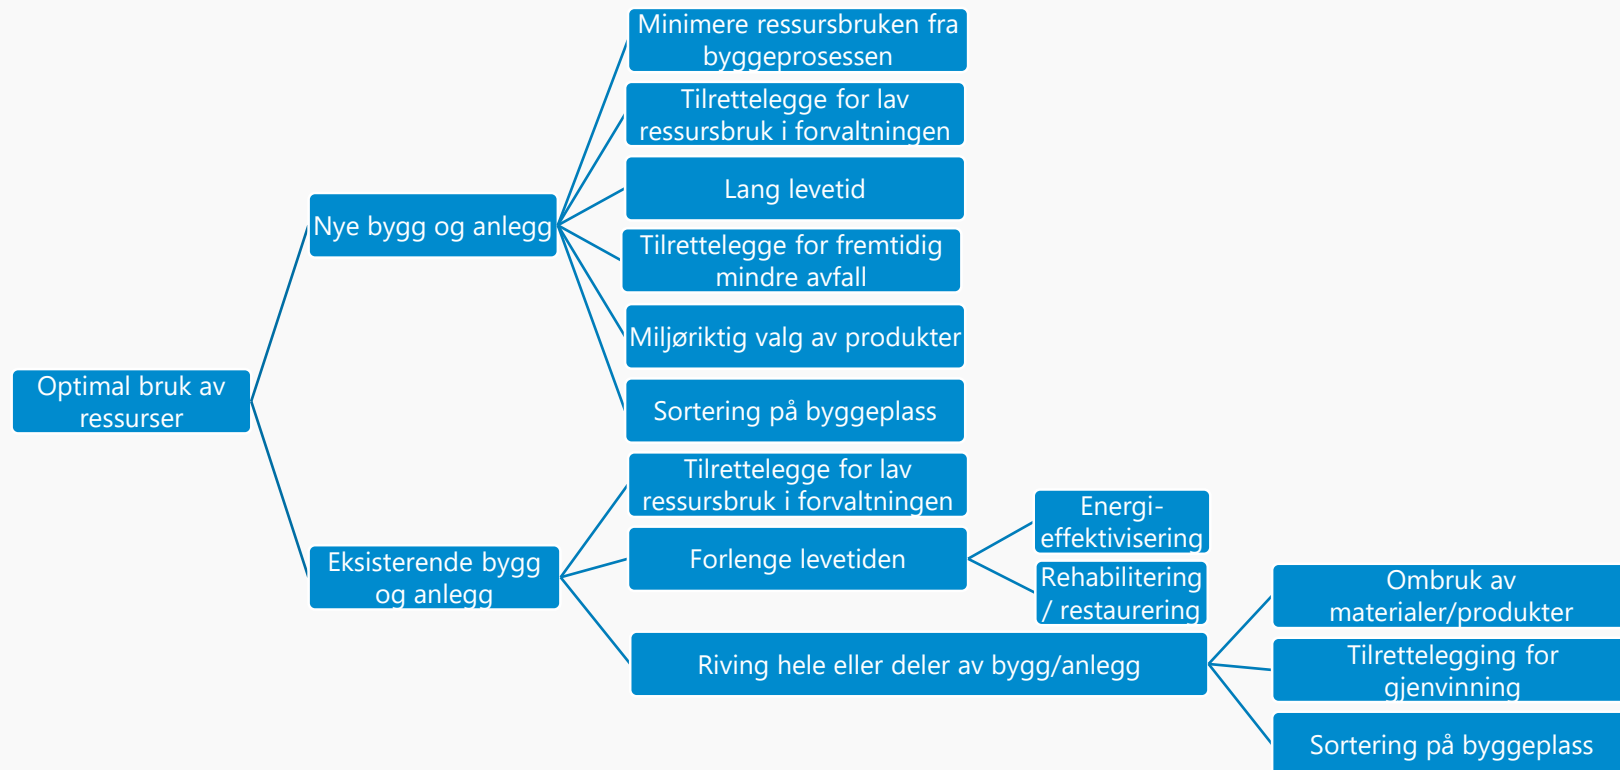 Optimal bruk av
ressurser
Nye bygg og anlegg
Minimere ressursbruken fra
byggeprosessen
Tilrettelegge for lav
ressursbruk i forvaltningen
Lang levetid
Tilrettelegge for fremtidig
mindre avfall
Miljøriktig valg av produkter
Sortering på byggeplass
Eksisterende bygg
og anlegg
Tilrettelegge for lav
ressursbruk i forvaltningen
Forlenge levetiden
Energi-
effektivisering
Rehabilitering
/ restaurering
Riving hele eller deler av bygg/anlegg
Ombruk av
materialer/produkter
Tilrettelegging for
gjenvinning
Sortering på byggeplass